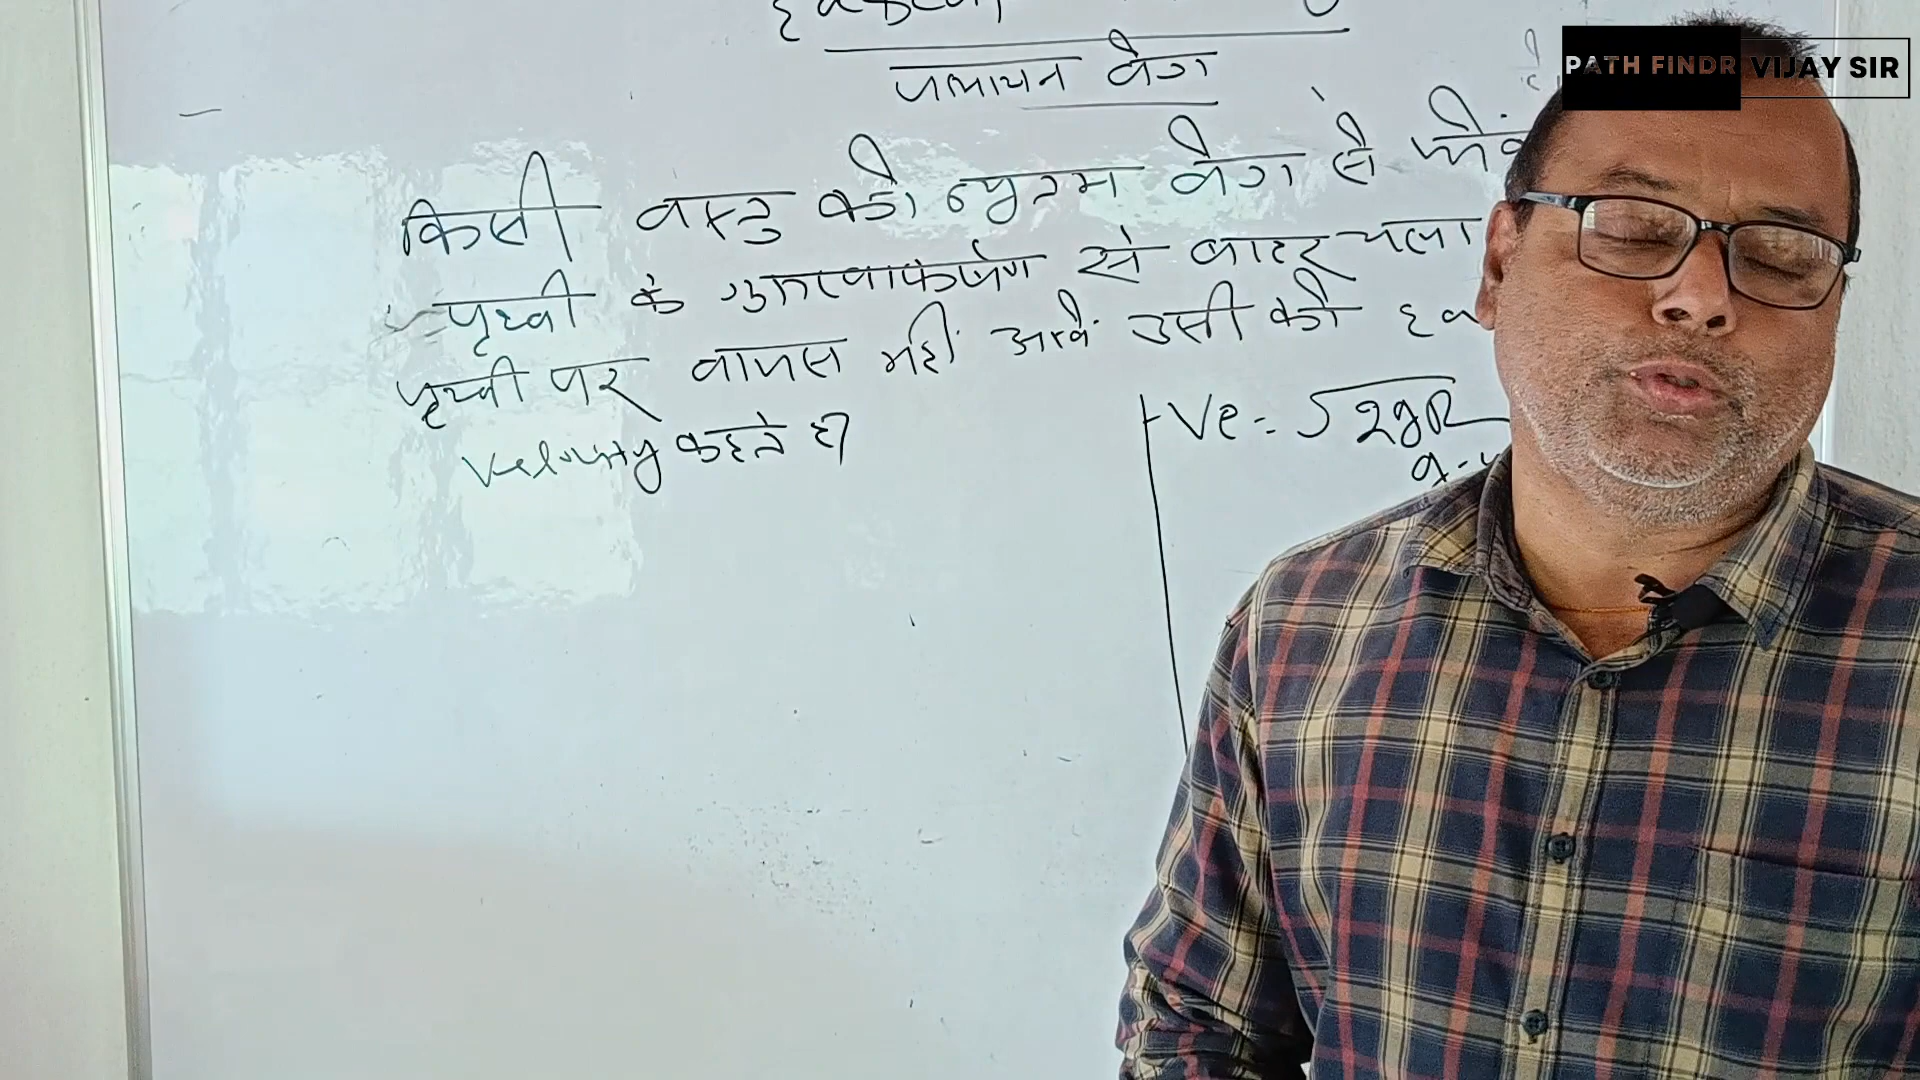 पलायन वेग
किसी वस्तु को न्युनतम वेग से
पृथ्वी के गुरुत्वाकर्षण से बाहर चला
पृथ्वी पर वापस नहीं आवें उसी को
velocity कहते है
Ve = √2gR
PATH FINDR VIJAY SIR